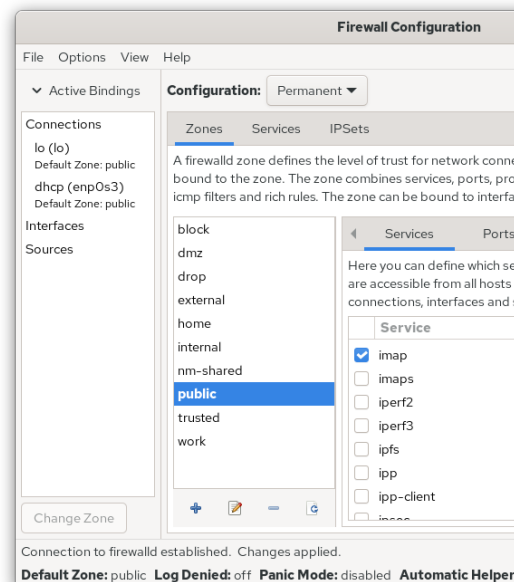 Firewall Configuration
File Options View Help
Active Bindings
Configuration: Permanent
Connections
lo (lo)
Default Zone: public
dhcp (enp0s3)
Default Zone: public
Interfaces
Sources
Change Zone
Zones Services IPSets
A firewalld zone defines the level of trust for network conne
bound to the zone. The zone combines services, ports, pro
icmp filters and rich rules. The zone can be bound to interfa
block
dmz
drop
external
home
internal
nm-shared
public
trusted
work
Services Ports
Here you can define which se
are accessible from all hosts
connections, interfaces and s
Service
imap
imaps
iperf2
iperf3
ipfs
ipp
ipp-client
ipsec
Connection to firewalld established. Changes applied.
Default Zone: public Log Denied: off Panic Mode: disabled Automatic Helper